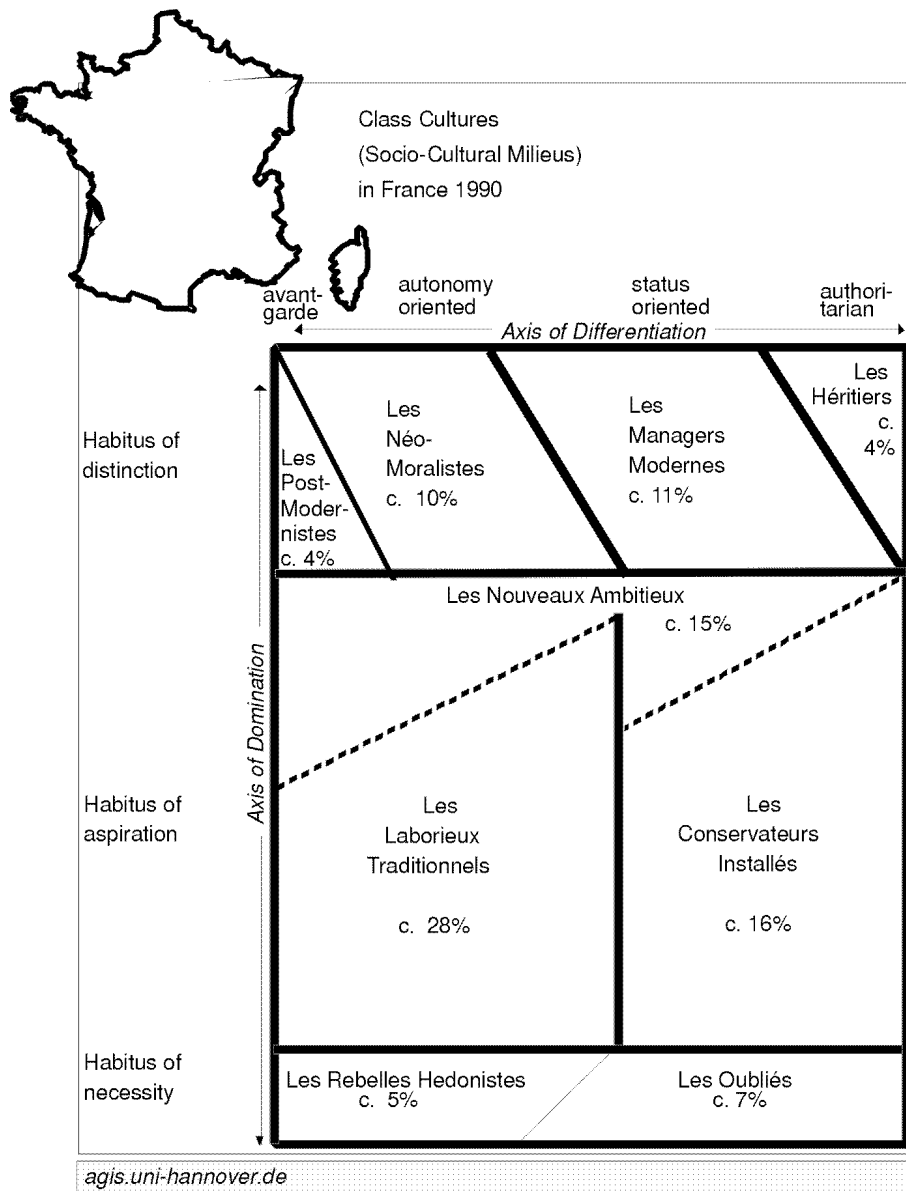 Class Cultures
(Socio-Cultural Milieus)
in France 1990
avant-
garde
autonomy
oriented
status
oriented
authori-
tarian
Axis of Differentiation
Habitus of
distinction
Les
Post-
Moder-
nistes
c. 4%
Les
Néo-
Moralistes
c. 10%
Les
Managers
Modernes
c. 11%
Les
Héritiers
c.
4%
Axis of Domination
Les Nouveaux Ambitieux
c. 15%
Habitus of
aspiration
Les
Laborieux
Traditionnels
c. 28%
Les
Conservateurs
Installés
c. 16%
Habitus of
necessity
Les Rebelles Hedonistes
c. 5%
Les Oubliés
c. 7%
agis.uni-hannover.de